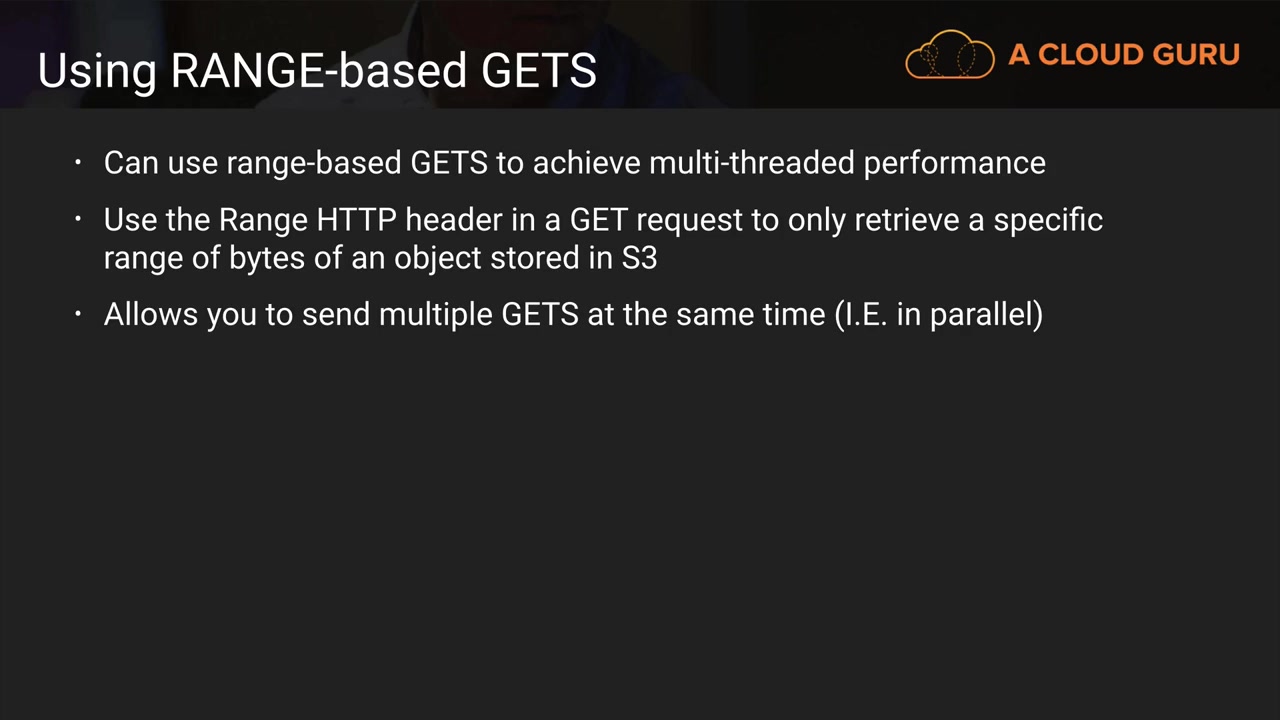 Using RANGE-based GETS
A CLOUD GURU
• Can use range-based GETS to achieve multi-threaded performance
• Use the Range HTTP header in a GET request to only retrieve a specific
range of bytes of an object stored in S3
• Allows you to send multiple GETS at the same time (I.E. in parallel)